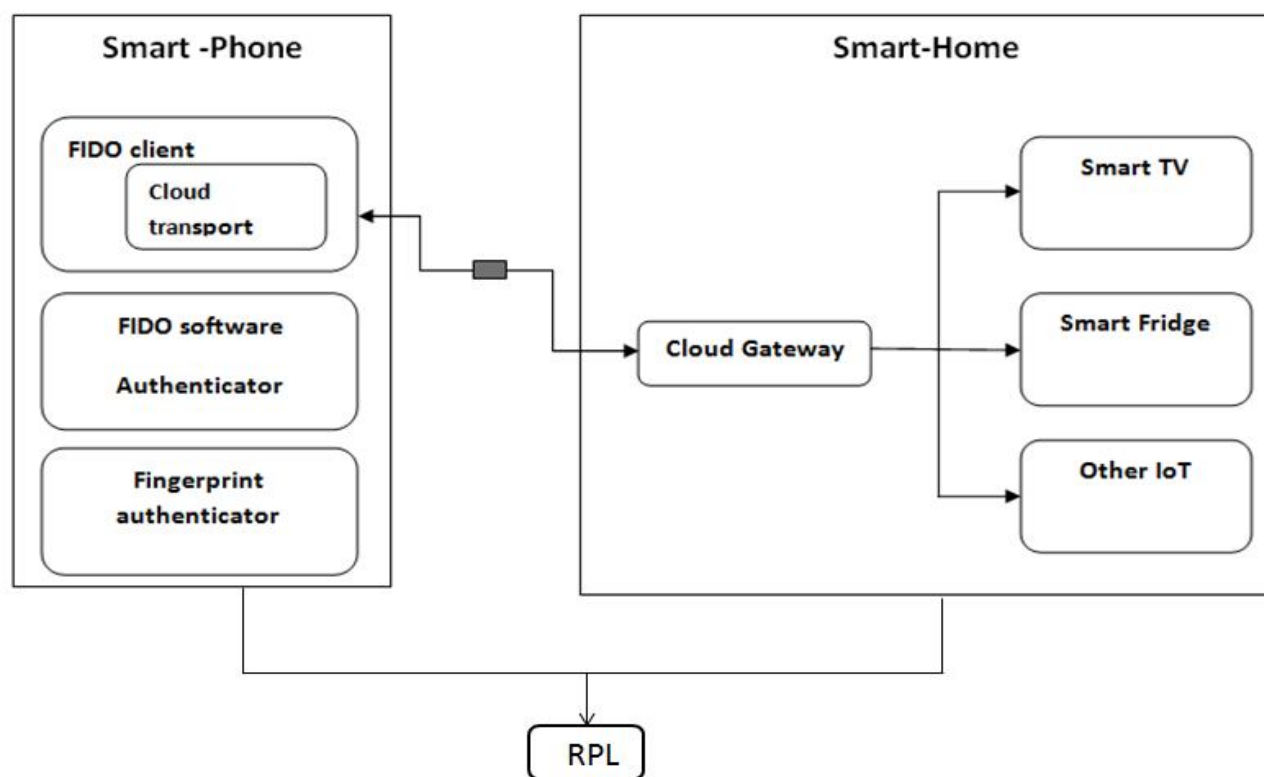 Smart -Phone
FIDO client
Cloud
transport
FIDO software
Authenticator
Fingerprint
authenticator
Smart-Home
Cloud Gateway
Smart TV
Smart Fridge
Other IoT
RPL